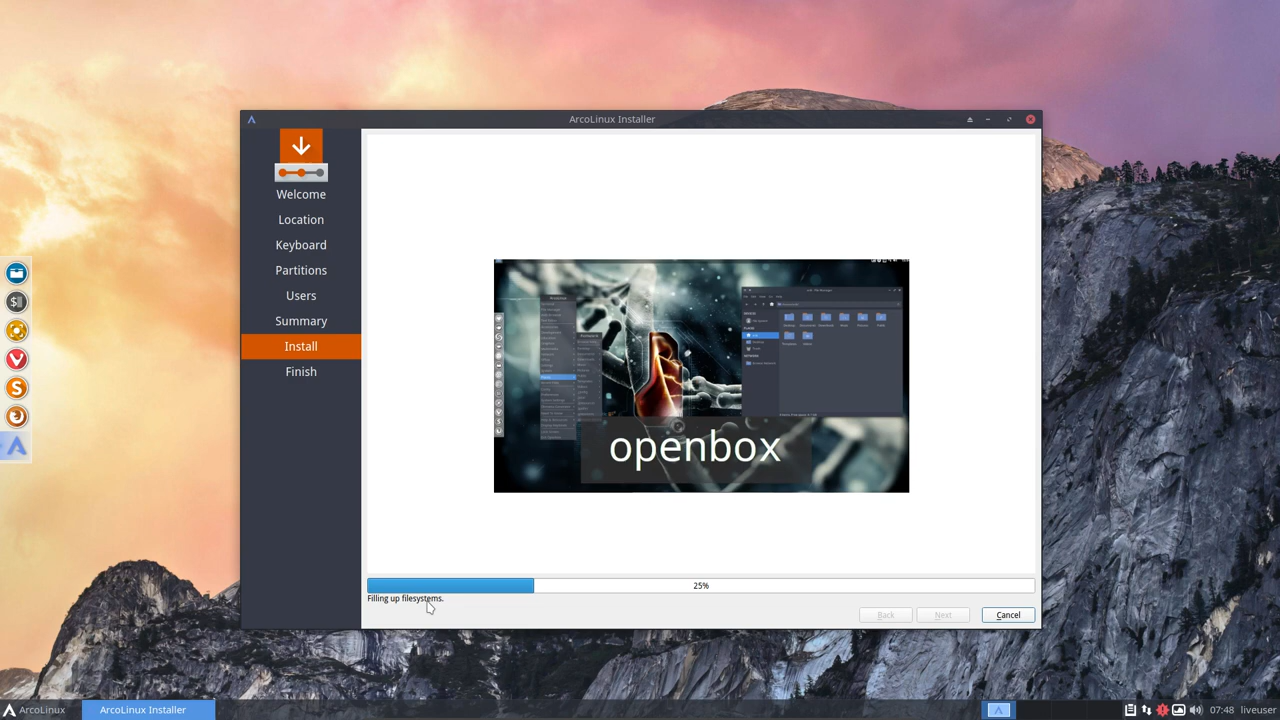 ArcoLinux Installer
Welcome
Location
Keyboard
Partitions
Users
Summary
Install
Finish
openbox
25%
Filling up filesystems.
Back
Next
Cancel
ArcoLinux
ArcoLinux Installer
07:48
liveuser